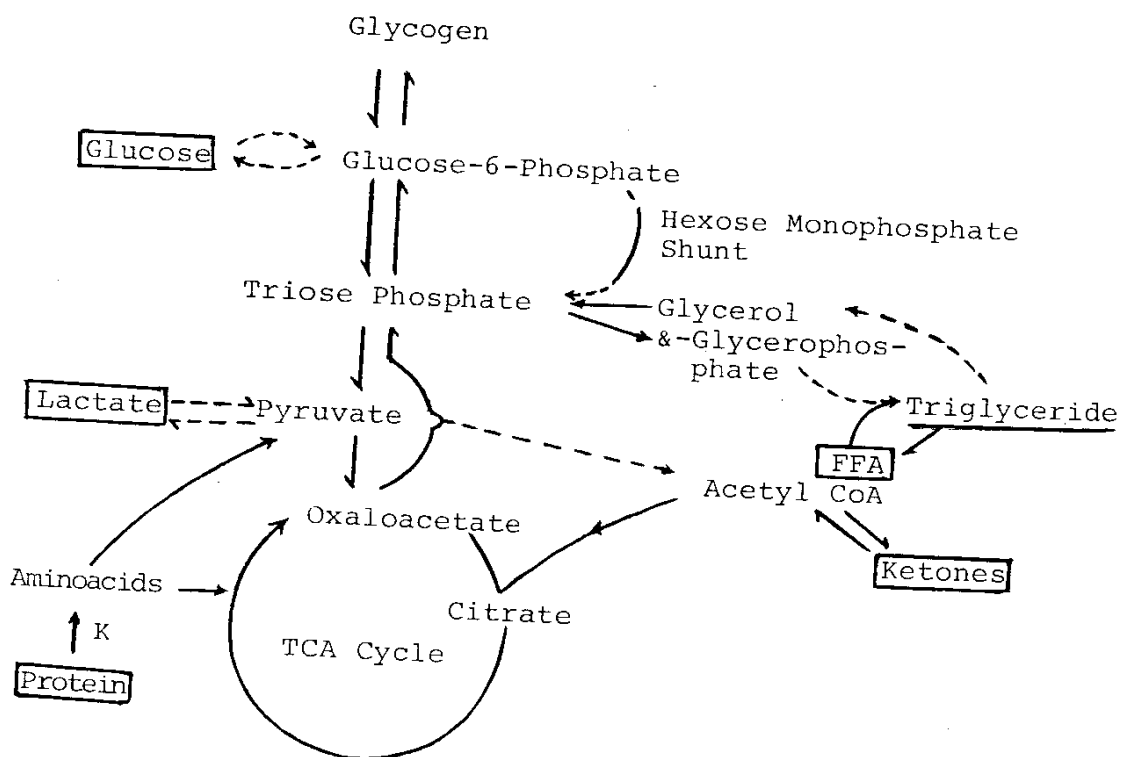 Glycogen
Glucose
Glucose-6-Phosphate
Hexose Monophosphate
Shunt
Triose Phosphate
Glycerol
&-Glycerophos-
phate
Lactate
Pyruvate
Triglyceride
FFA
Acetyl CoA
Oxaloacetate
Ketones
Aminoacids
Citrate
K
TCA Cycle
Protein